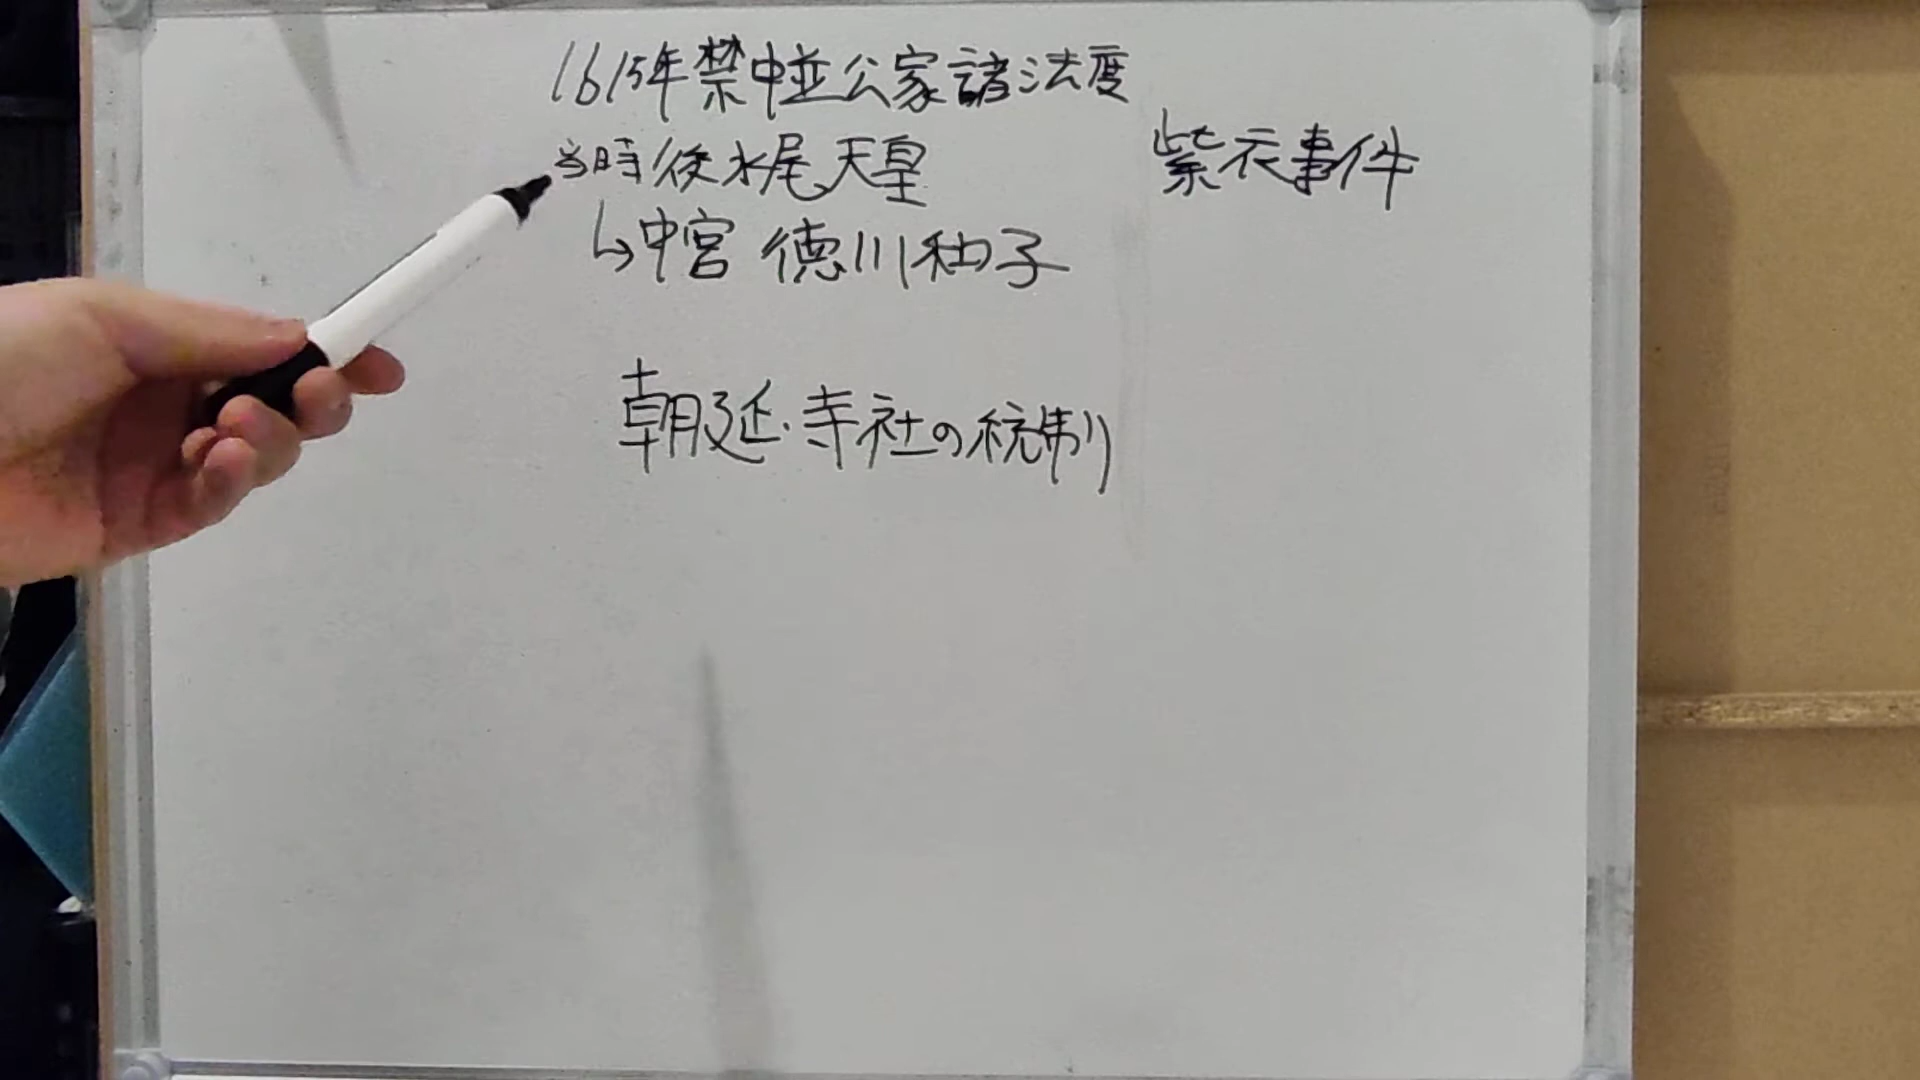 1615年禁中並公家諸法度
当時後水尾天皇
紫衣事件
↳中宮 徳川和子
朝延・寺社の統制